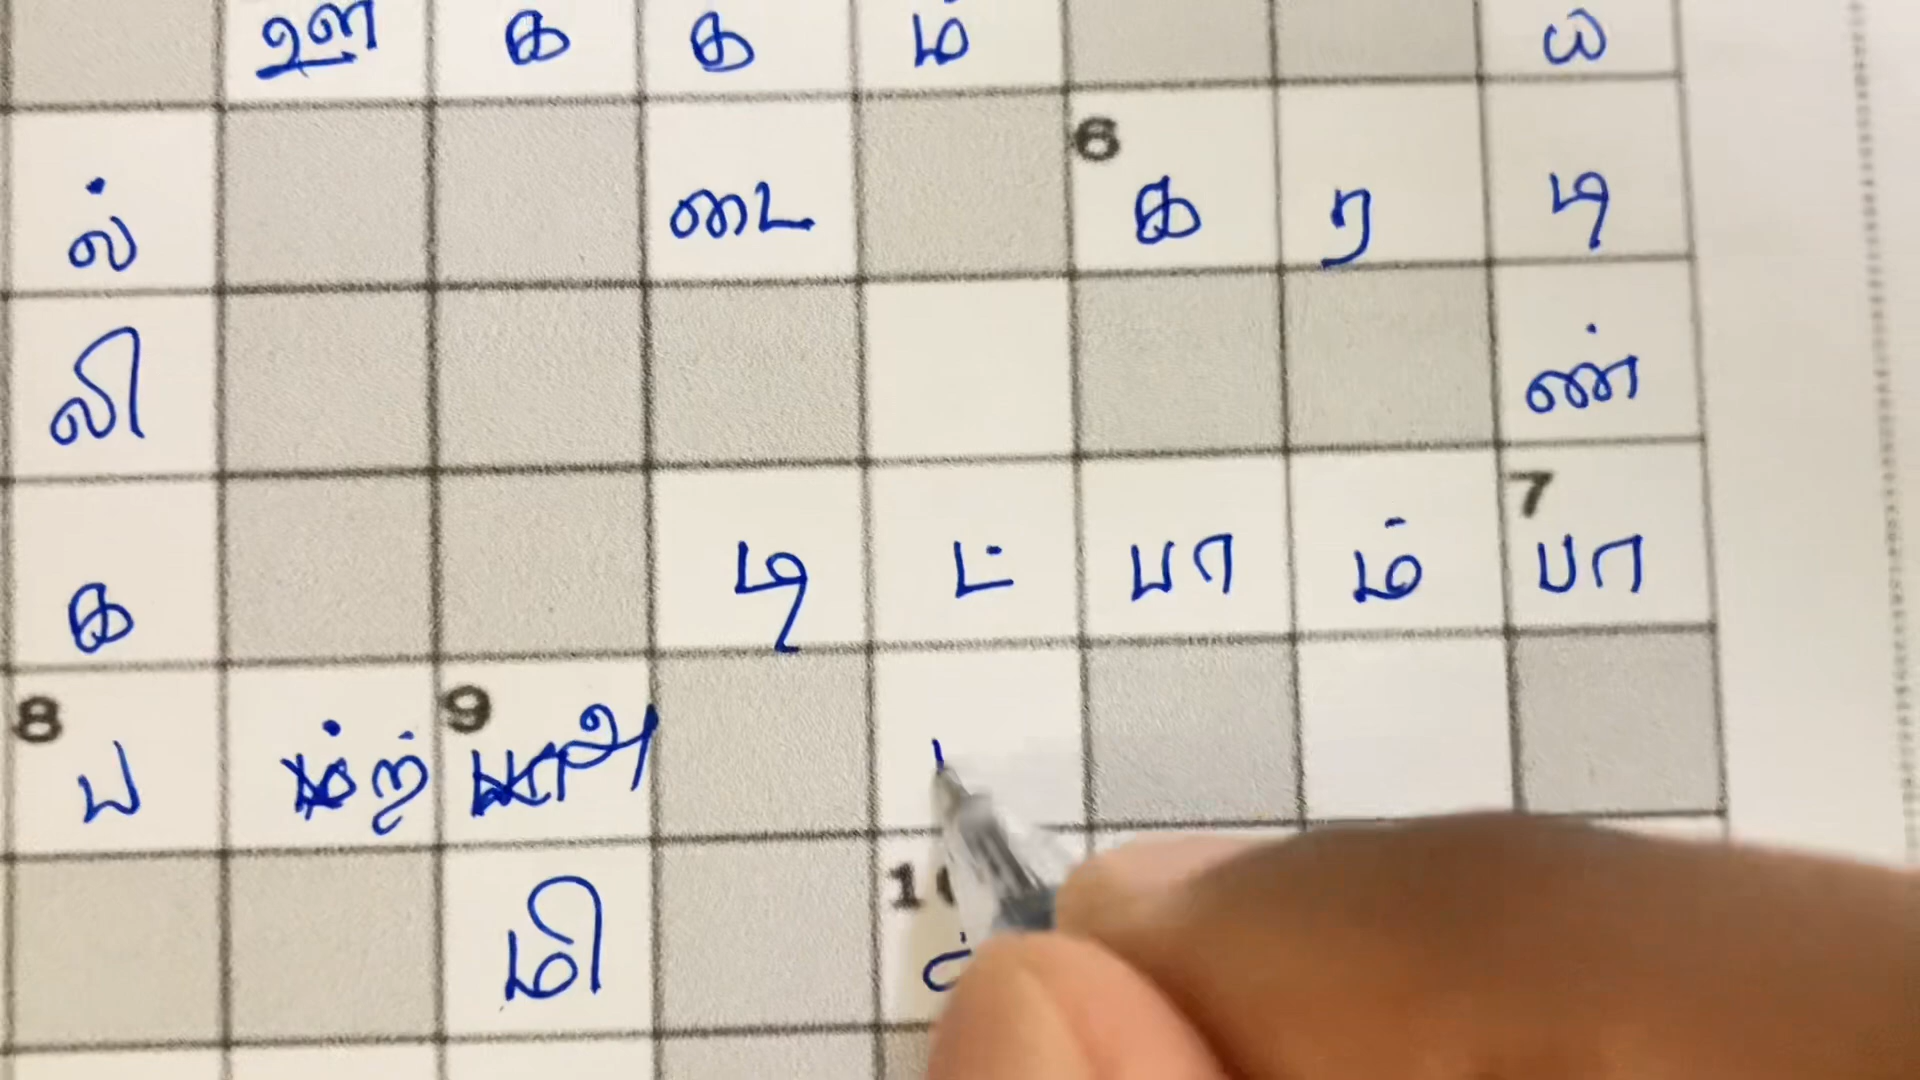 ஊ க க ம் ய
ல் டை 6 க ர டி
லி ண்
க டி ட் பா ம் 7 பா
8 ப ற் 9 அ
மி